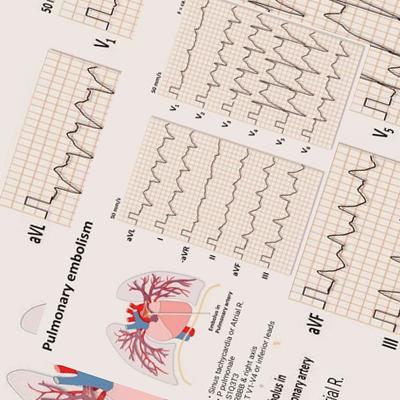 50 m
V1
50 mm/s
V1
V2
V3
V4
V5
V6
V5
aVL
50 mm/s
aVL
I
-aVR
II
aVF
III
aVF
III
Pulmonary embolism
Embolus in
Pulmonary artery
Sinus tachycardia or Atrial R.
P pulmonale
S1Q3T3
RBBB & right axis
T V1-V4 or inferior leads
bolus in
onary artery
ial R.